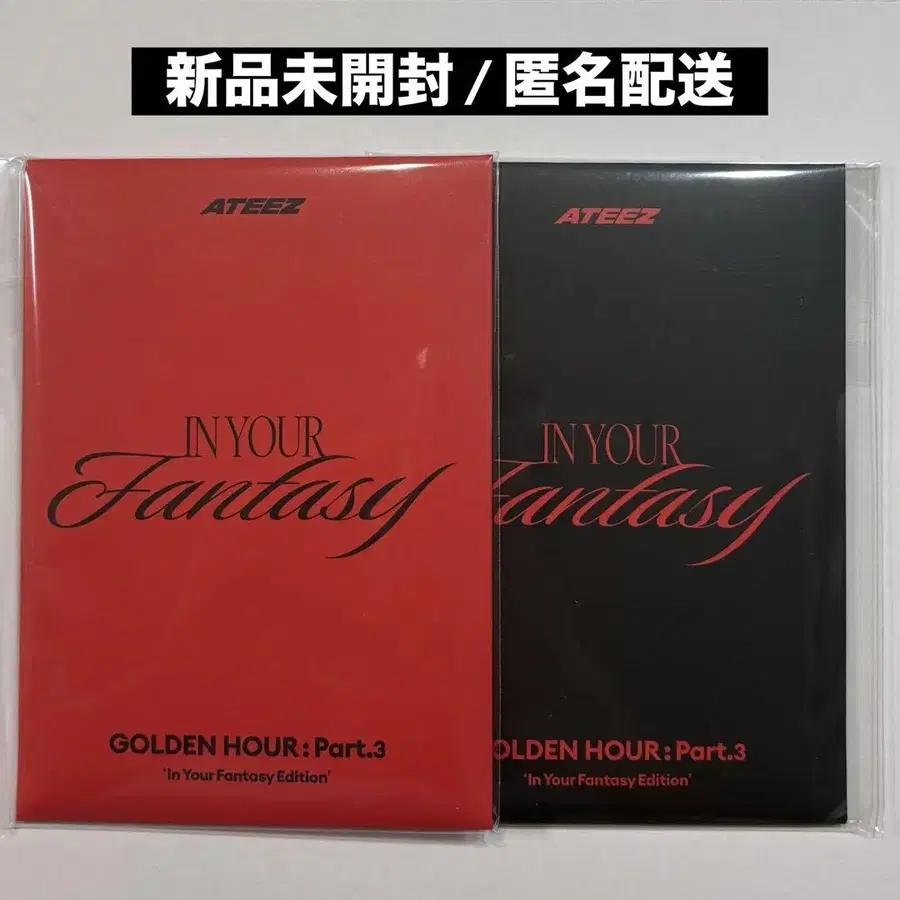 新品未開封 / 匿名配送
ATEEZ
IN YOUR
Fantasy
GOLDEN HOUR : Part.3
'In Your Fantasy Edition'
ATEEZ
IN YOUR
Fantasy
OLDEN HOUR : Part.3
'In Your Fantasy Edition'